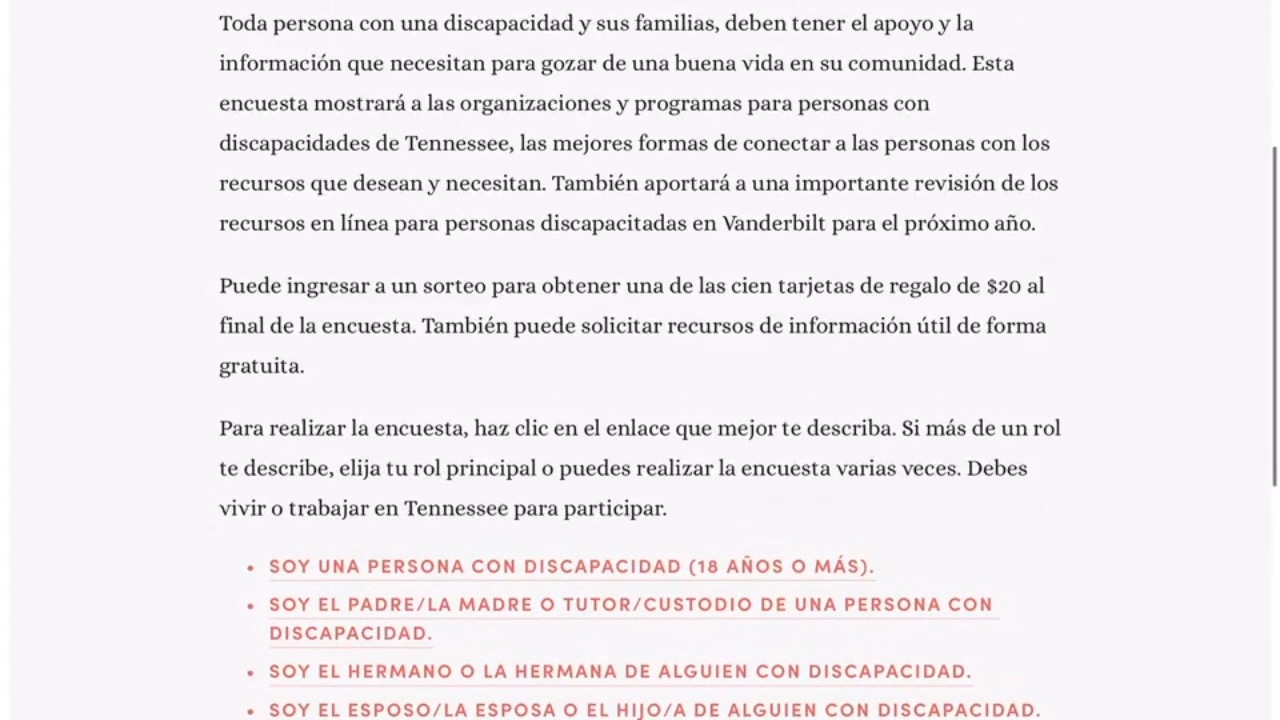 Toda persona con una discapacidad y sus familias, deben tener el apoyo y la
información que necesitan para gozar de una buena vida en su comunidad. Esta
encuesta mostrará a las organizaciones y programas para personas con
discapacidades de Tennessee, las mejores formas de conectar a las personas con los
recursos que desean y necesitan. También aportará a una importante revisión de los
recursos en línea para personas discapacitadas en Vanderbilt para el próximo año.
Puede ingresar a un sorteo para obtener una de las cien tarjetas de regalo de $20 al
final de la encuesta. También puede solicitar recursos de información útil de forma
gratuita.
Para realizar la encuesta, haz clic en el enlace que mejor te describa. Si más de un rol
te describe, elija tu rol principal o puedes realizar la encuesta varias veces. Debes
vivir o trabajar en Tennessee para participar.
• SOY UNA PERSONA CON DISCAPACIDAD (18 AÑOS O MÁS).
• SOY EL PADRE/LA MADRE O TUTOR/CUSTODIO DE UNA PERSONA CON
DISCAPACIDAD.
• SOY EL HERMANO O LA HERMANA DE ALGUIEN CON DISCAPACIDAD.
• SOY EL ESPOSO/LA ESPOSA O EL HIJO/A DE ALGUIEN CON DISCAPACIDAD.